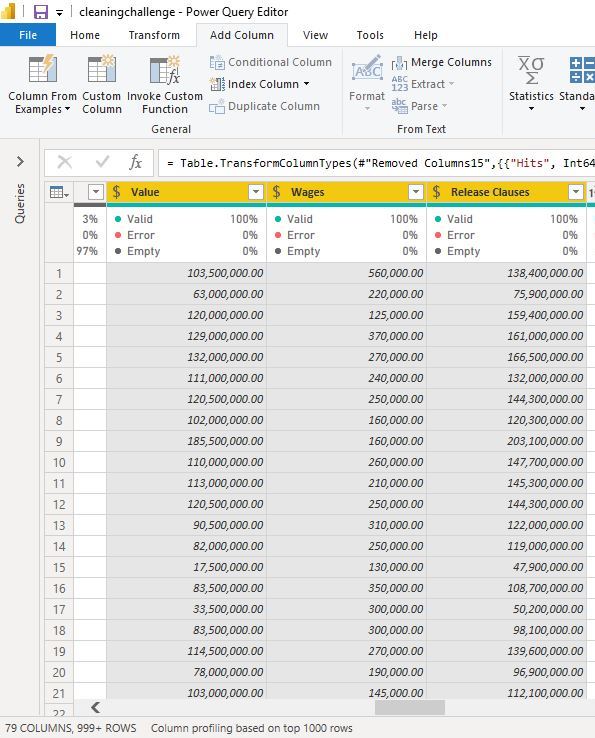 cleaningchallenge - Power Query Editor
File Home Transform Add Column View Tools Help
Column From Examples
Custom Column
Invoke Custom Function
Conditional Column
Index Column
Duplicate Column
General
Format
ABC
Merge Columns
ABC 123 Extract
abc Parse
From Text
XσΣ
Statistics
Standa
Queries
fx = Table.TransformColumnTypes(#"Removed Columns15",{{"Hits", Int64
$ Value $ Wages $ Release Clauses
3% Valid 100% Valid 100% Valid 100%
0% Error 0% Error 0% Error 0%
97% Empty 0% Empty 0% Empty 0%
1 103,500,000.00 560,000.00 138,400,000.00
2 63,000,000.00 220,000.00 75,900,000.00
3 120,000,000.00 125,000.00 159,400,000.00
4 129,000,000.00 370,000.00 161,000,000.00
5 132,000,000.00 270,000.00 166,500,000.00
6 111,000,000.00 240,000.00 132,000,000.00
7 120,500,000.00 250,000.00 144,300,000.00
8 102,000,000.00 160,000.00 120,300,000.00
9 185,500,000.00 160,000.00 203,100,000.00
10 110,000,000.00 260,000.00 147,700,000.00
11 113,000,000.00 210,000.00 145,300,000.00
12 120,500,000.00 250,000.00 144,300,000.00
13 90,500,000.00 310,000.00 122,000,000.00
14 82,000,000.00 250,000.00 119,000,000.00
15 17,500,000.00 130,000.00 47,900,000.00
16 83,500,000.00 350,000.00 108,700,000.00
17 33,500,000.00 300,000.00 50,200,000.00
18 83,500,000.00 300,000.00 98,100,000.00
19 114,500,000.00 270,000.00 139,600,000.00
20 78,000,000.00 190,000.00 96,900,000.00
21 103,000,000.00 145,000.00 112,100,000.00
22
79 COLUMNS, 999+ ROWS Column profiling based on top 1000 rows